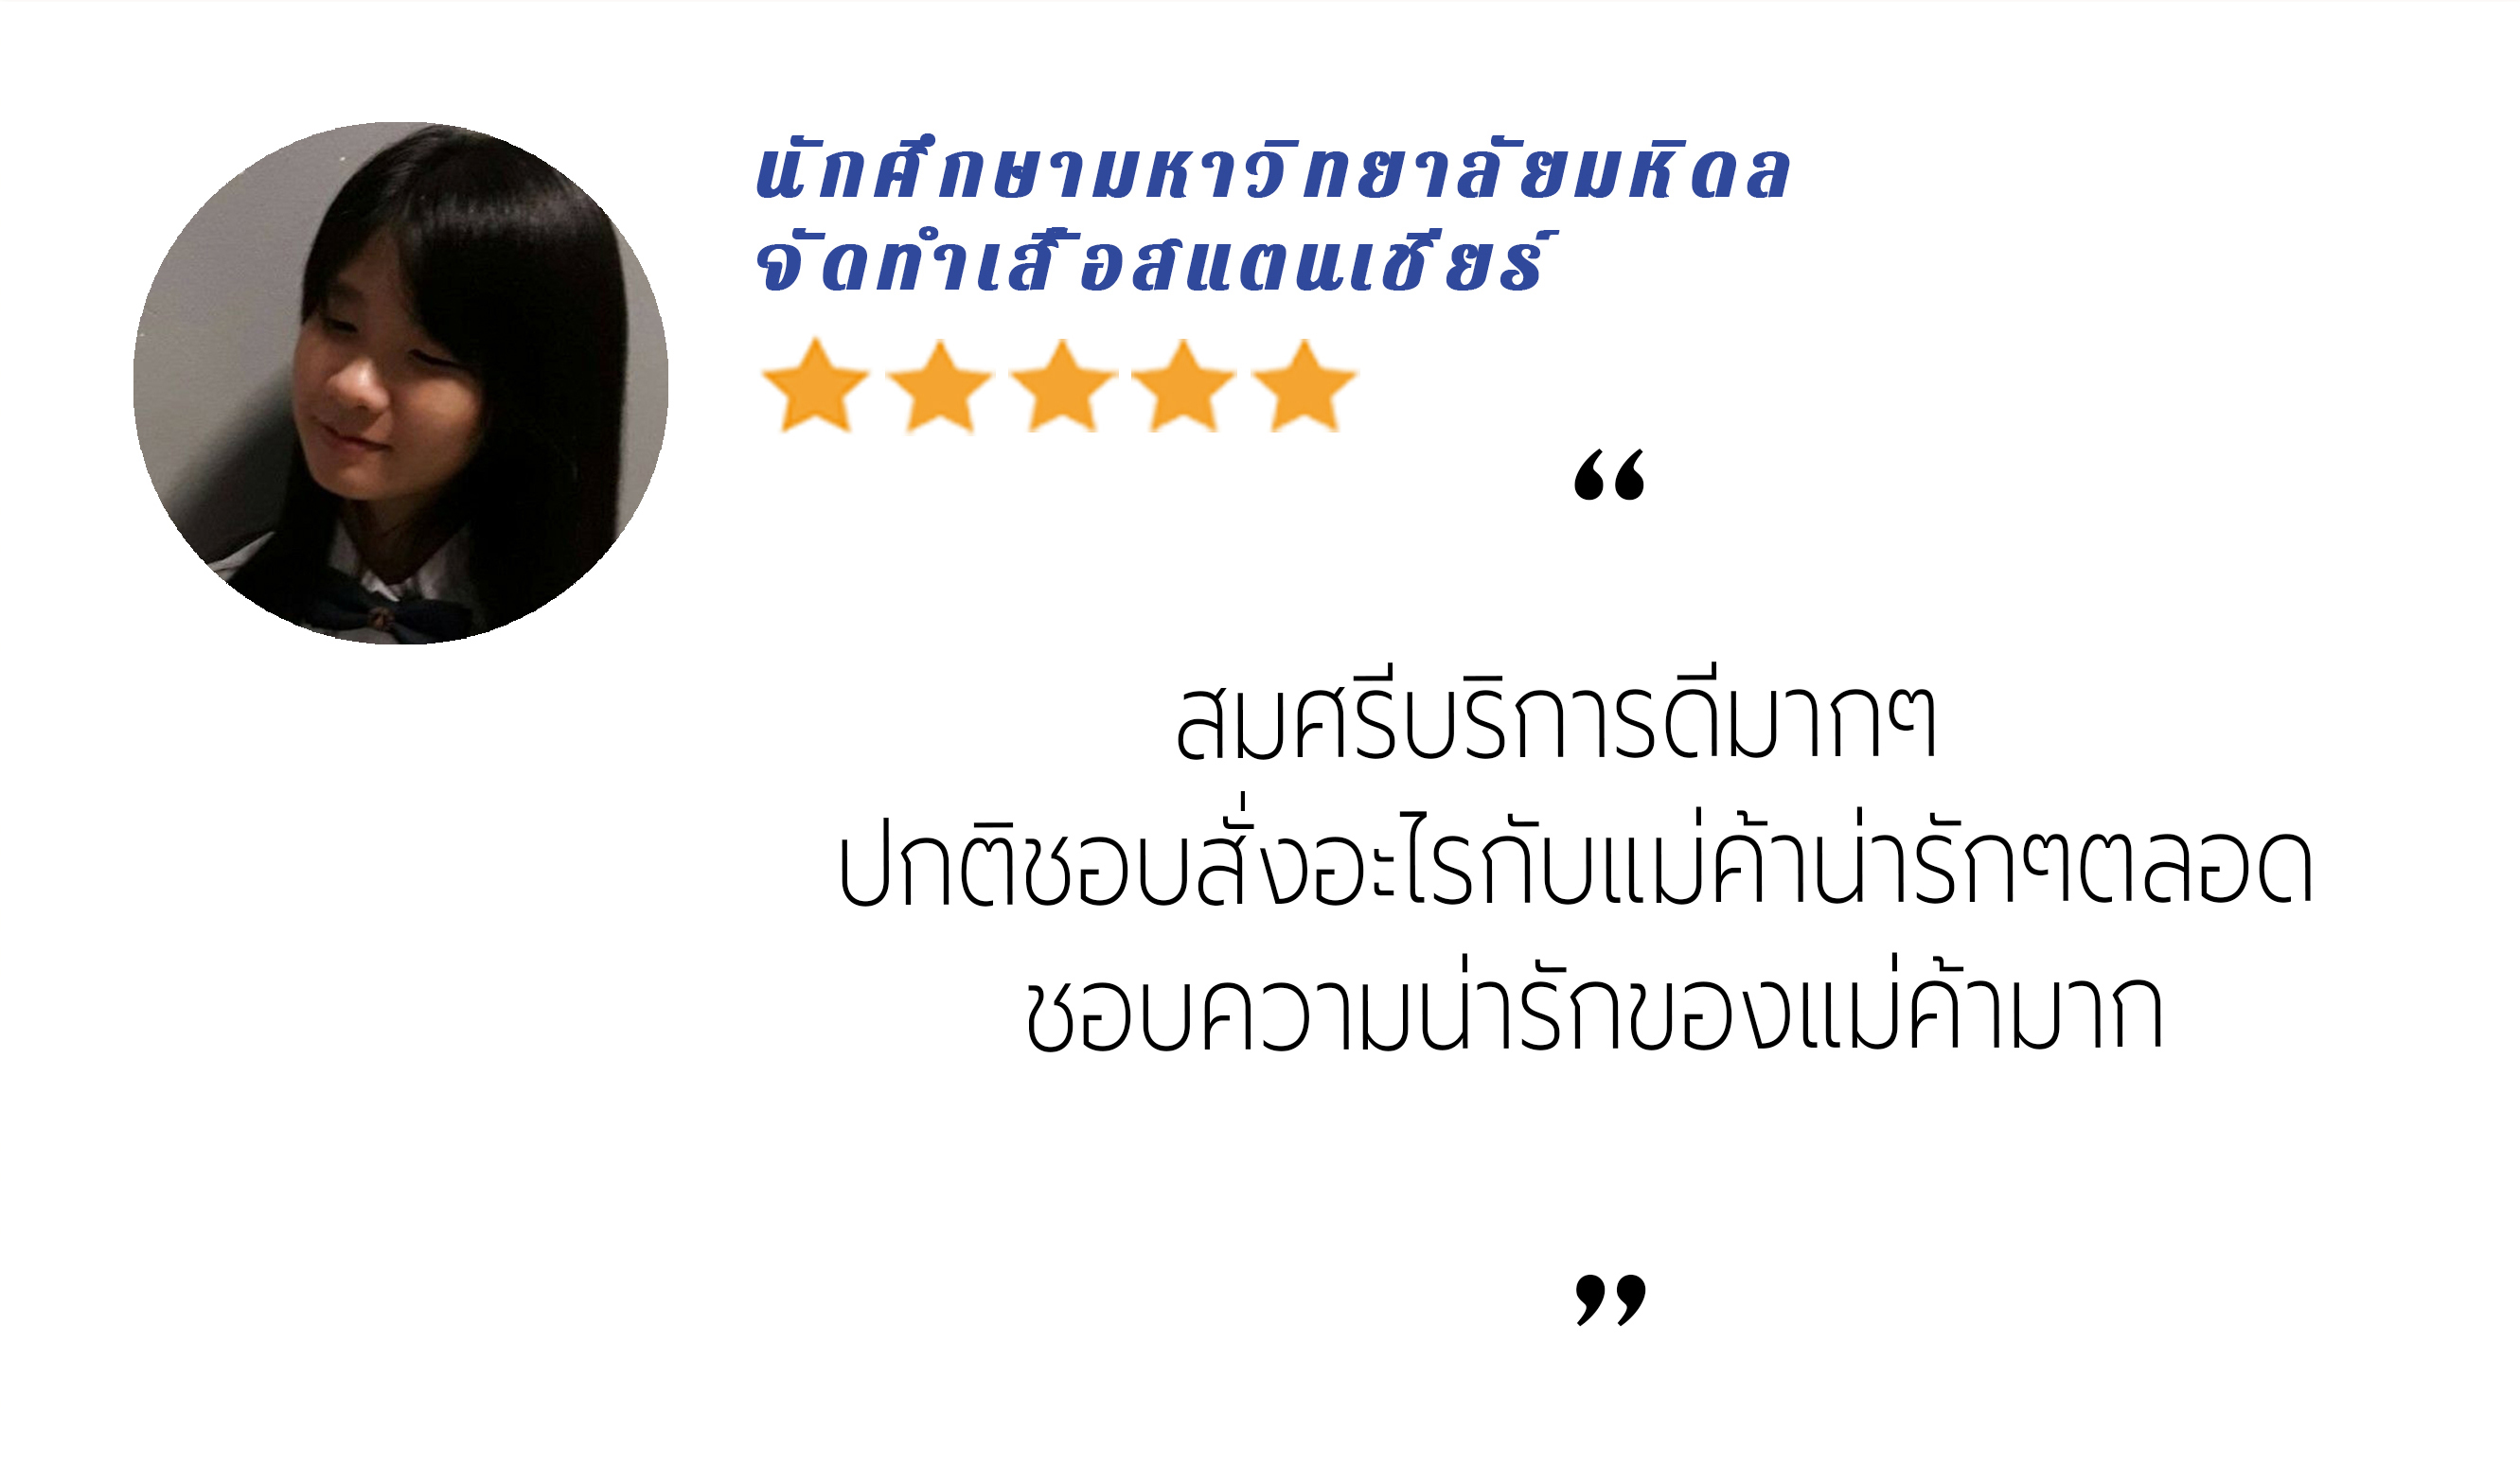 นักศึกษามหาวิทยาลัยมหิดล
จัดทำเสื้อสแตนเชียร์
“
สมศรีบริการดีมากๆ
ปกติชอบสั่งอะไรกับแม่ค้าน่ารักๆตลอด
ชอบความน่ารักของแม่ค้ามาก
”